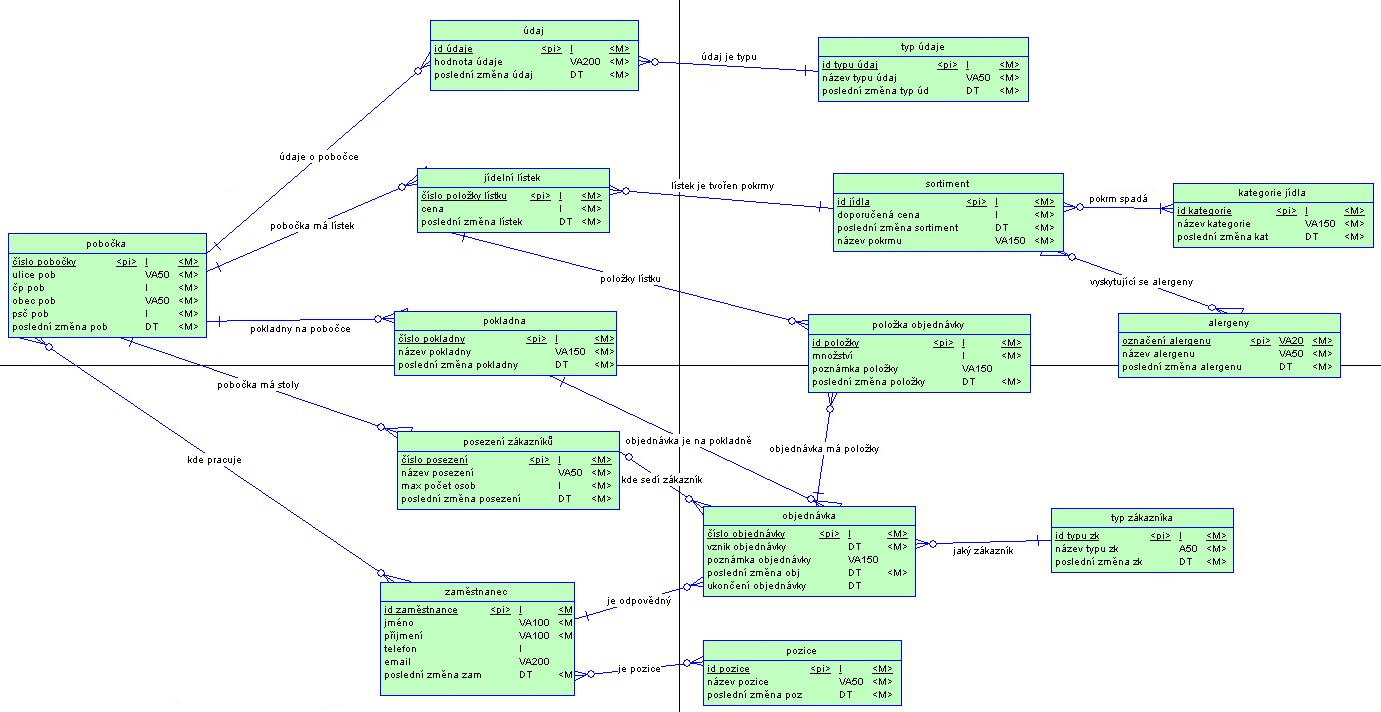 údaj
id údaje <pi> I <M>
hodnota údaje VA200 <M>
poslední změna údaj DT <M>
údaj je typu
typ údaje
id typu údaj <pi> I <M>
název typu údaj VA50 <M>
poslední změna typ úd DT <M>
údaje o pobočce
jídelní lístek
číslo položky lístku <pi> I <M>
cena I <M>
poslední změna lístek DT <M>
lístek je tvořen pokrmy
sortiment
id jídla <pi> I <M>
doporučená cena I <M>
poslední změna sortiment DT <M>
název pokrmu VA150 <M>
pokrm spadá
kategorie jídla
id kategorie <pi> I <M>
název kategorie VA150 <M>
poslední změna kat DT <M>
pobočka má lístek
pobočka
číslo pobočky <pi> I <M>
ulice pob VA50 <M>
čp pob I <M>
obec pob VA50 <M>
psč pob I <M>
poslední změna pob DT <M>
položky lístku
vyskytující se alergeny
pokladny na pobočce
pokladna
číslo pokladny <pi> I <M>
název pokladny VA150 <M>
poslední změna pokladny DT <M>
položka objednávky
id položky <pi> I <M>
množství I <M>
poznámka položky VA150
poslední změna položky DT <M>
alergeny
označení alergenu <pi> VA20 <M>
název alergenu VA50 <M>
poslední změna alergenu DT <M>
pobočka má stoly
objednávka je na pokladně
objednávka má položky
kde pracuje
posezení zákazníků
číslo posezení <pi> I <M>
název posezení VA50 <M>
max počet osob I <M>
poslední změna posezení DT <M>
kde sedí zákazník
objednávka
číslo objednávky <pi> I <M>
vznik objednávky DT <M>
poznámka objednávky VA150
poslední změna obj DT <M>
ukončení objednávky DT
jaký zákazník
typ zákazníka
id typu zk <pi> I <M>
název typu zk A50 <M>
poslední změna zk DT <M>
zaměstnanec
id zaměstnance <pi> I <M
jméno VA100 <M
příjmení VA100 <M
telefon I
email VA200
poslední změna zam DT <M
je odpovědný
je pozice
pozice
id pozice <pi> I <M>
název pozice VA50 <M>
poslední změna poz DT <M>